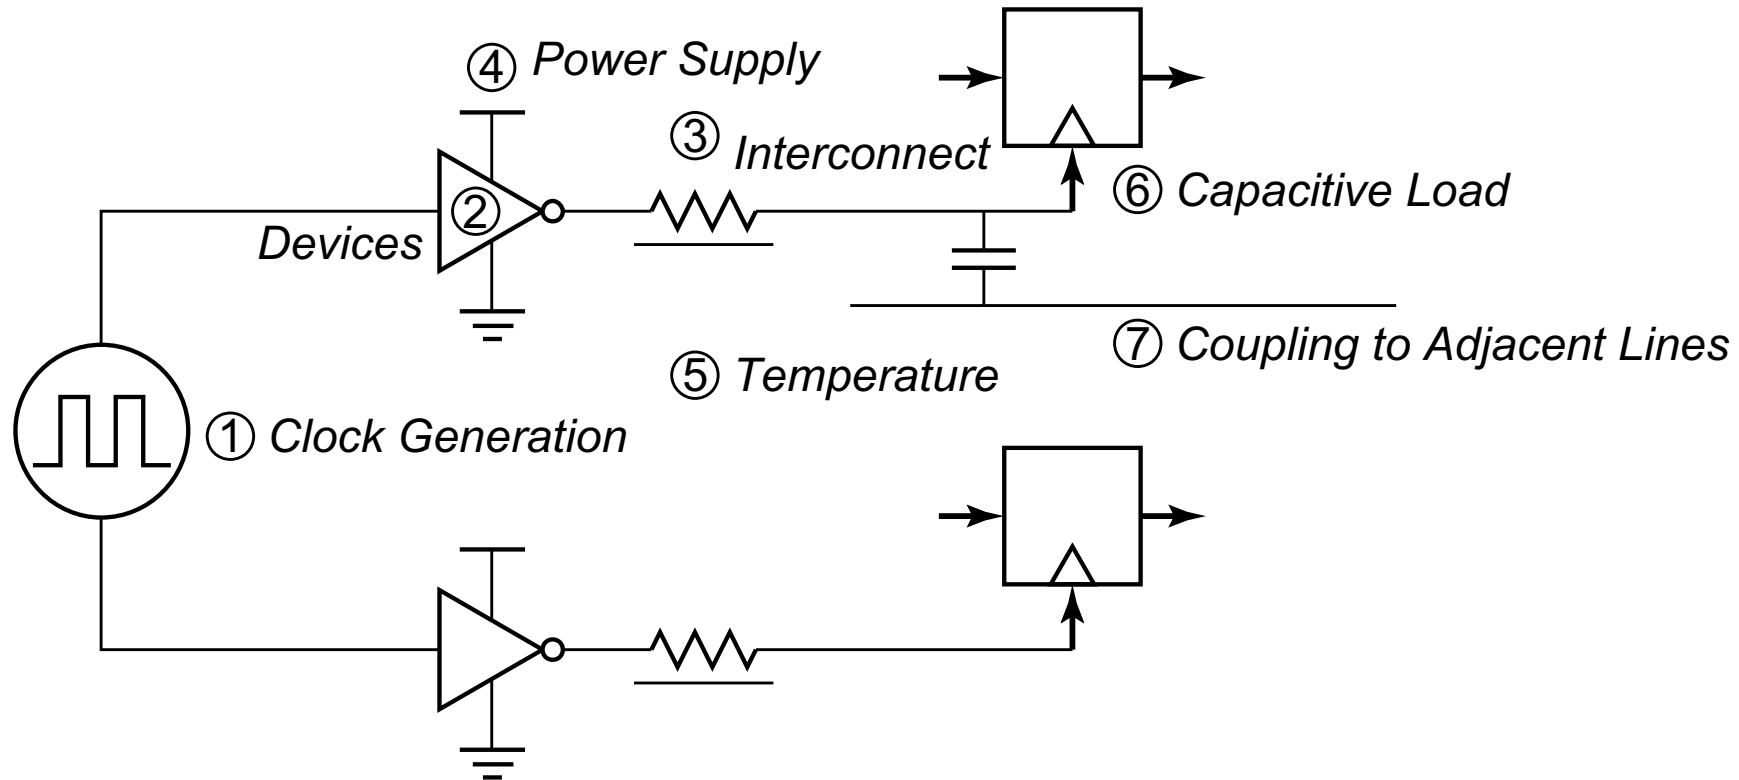 ④ Power Supply
③ Interconnect
⑥ Capacitive Load
②
Devices
⑦ Coupling to Adjacent Lines
⑤ Temperature
① Clock Generation